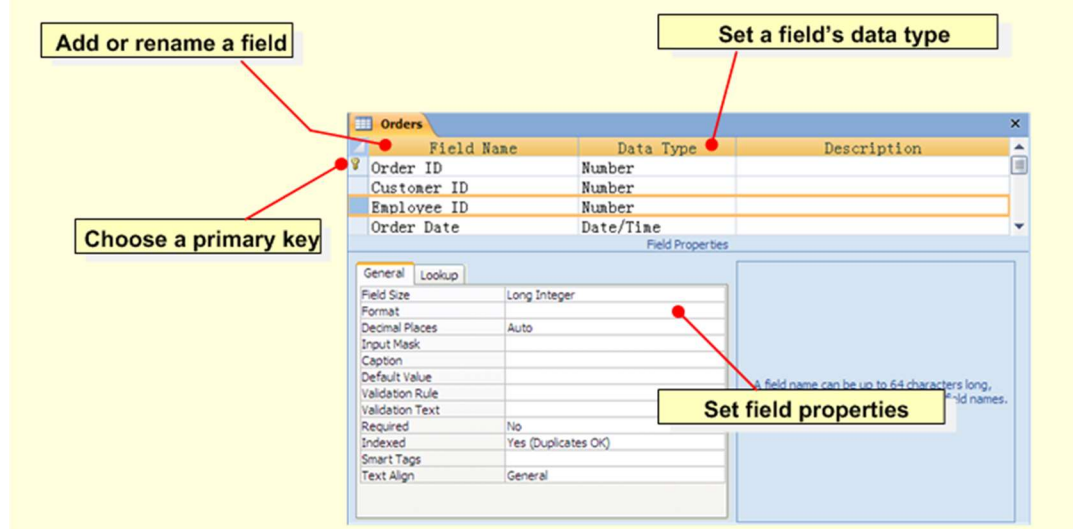 Add or rename a field
Set a field's data type
Orders
Field Name Data Type Description
Order ID Number
Customer ID Number
Employee ID Number
Order Date Date/Time
Choose a primary key
Field Properties
General Lookup
Field Size Long Integer
Format
Decimal Places Auto
Input Mask
Caption
Default Value
Validation Rule
Validation Text
Required No
Indexed Yes (Duplicates OK)
Smart Tags
Text Align General
A field name can be up to 64 characters long,
names.
Set field properties